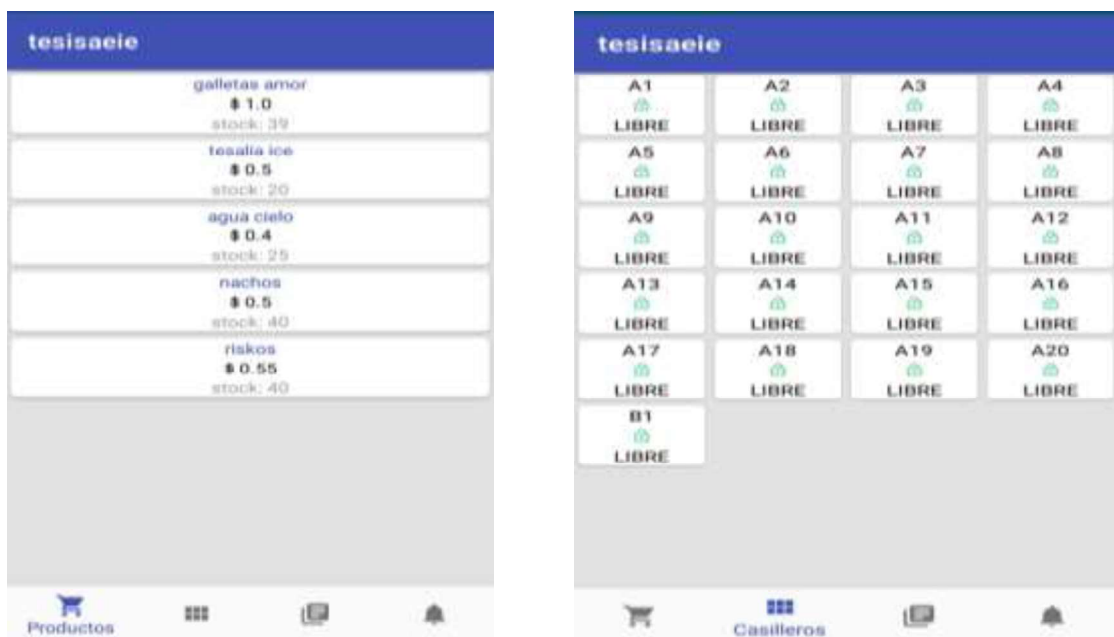 tesisaeie
galletas amor
$ 1.0
stock: 39
tesalia ice
$ 0.5
stock: 20
agua cielo
$ 0.4
stock: 25
nachos
$ 0.5
stock: 40
riskos
$ 0.55
stock: 40
Productos
tesisaeie
A1 A2 A3 A4
LIBRE LIBRE LIBRE LIBRE
A5 A6 A7 A8
LIBRE LIBRE LIBRE LIBRE
A9 A10 A11 A12
LIBRE LIBRE LIBRE LIBRE
A13 A14 A15 A16
LIBRE LIBRE LIBRE LIBRE
A17 A18 A19 A20
LIBRE LIBRE LIBRE LIBRE
B1
LIBRE
Casilleros